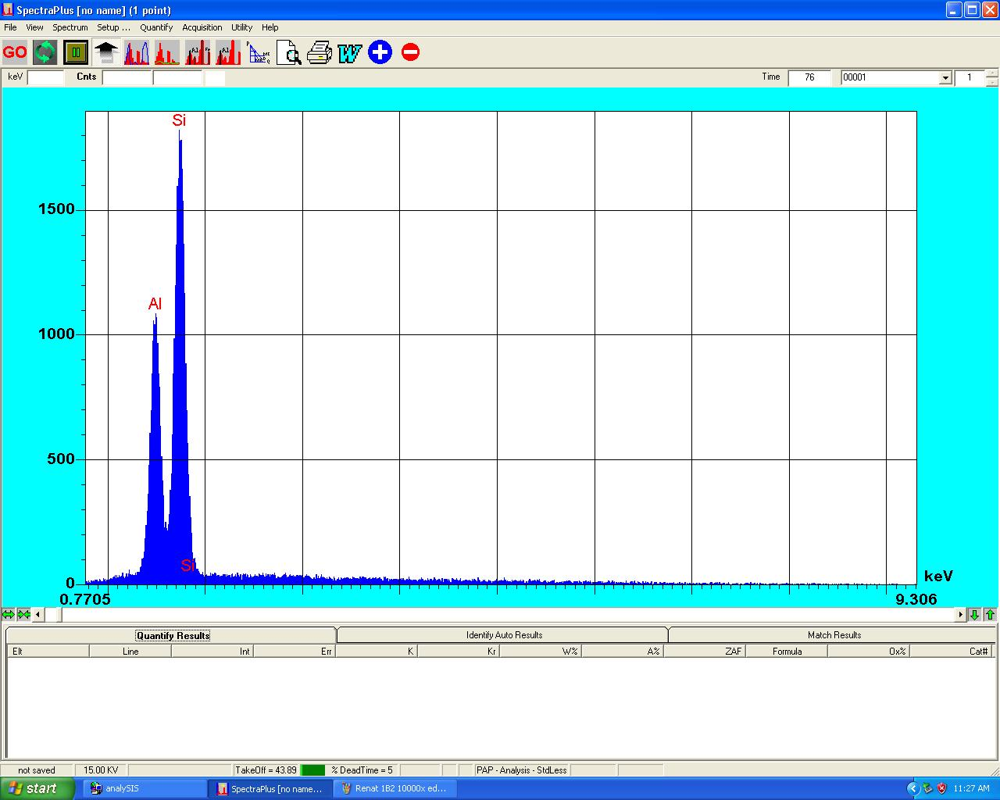 SpectraPlus [no name] (1 point)
File View Spectrum Setup ... Quantify Acquisition Utility Help
GO
W
keV Cnts Time 76 00001 1
Si
Al
1500
1000
500
Si
0
keV
0.7705 9.306
Quantify Results Identify Auto Results Match Results
Elt Line Int Err K Kr W% A% ZAF Formula Ox% Cat#
not saved 15.00 KV TakeOff = 43.89 % DeadTime = 5 PAP - Analysis - StdLess
start analySIS SpectraPlus [no name... Renat 1B2 10000x ed... 11:27 AM